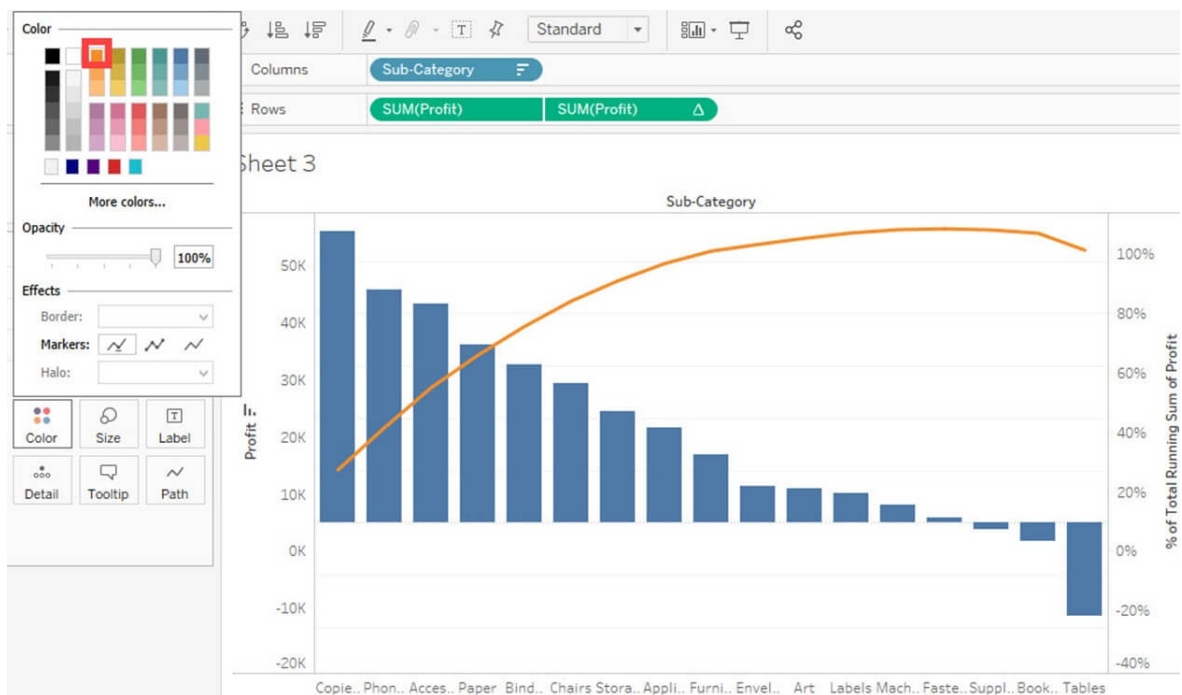 Color
Standard
Columns
Sub-Category
Rows
SUM(Profit)
SUM(Profit)
Sheet 3
More colors...
Opacity
100%
Effects
Border:
Markers:
Halo:
Color
Size
Label
Detail
Tooltip
Path
Sub-Category
Profit
50K
40K
30K
20K
10K
0K
-10K
-20K
100%
80%
60%
40%
20%
0%
-20%
-40%
% of Total Running Sum of Profit
Copie.. Phon.. Acces.. Paper Bind.. Chairs Stora.. Appli.. Furni.. Envel.. Art Labels Mach.. Faste.. Suppl.. Book.. Tables